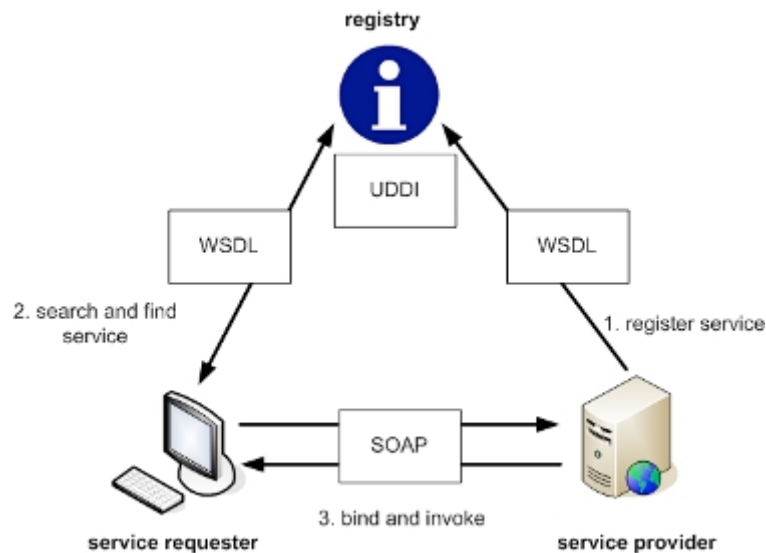 registry
UDDI
WSDL
WSDL
2. search and find
service
1. register service
SOAP
3. bind and invoke
service requester
service provider